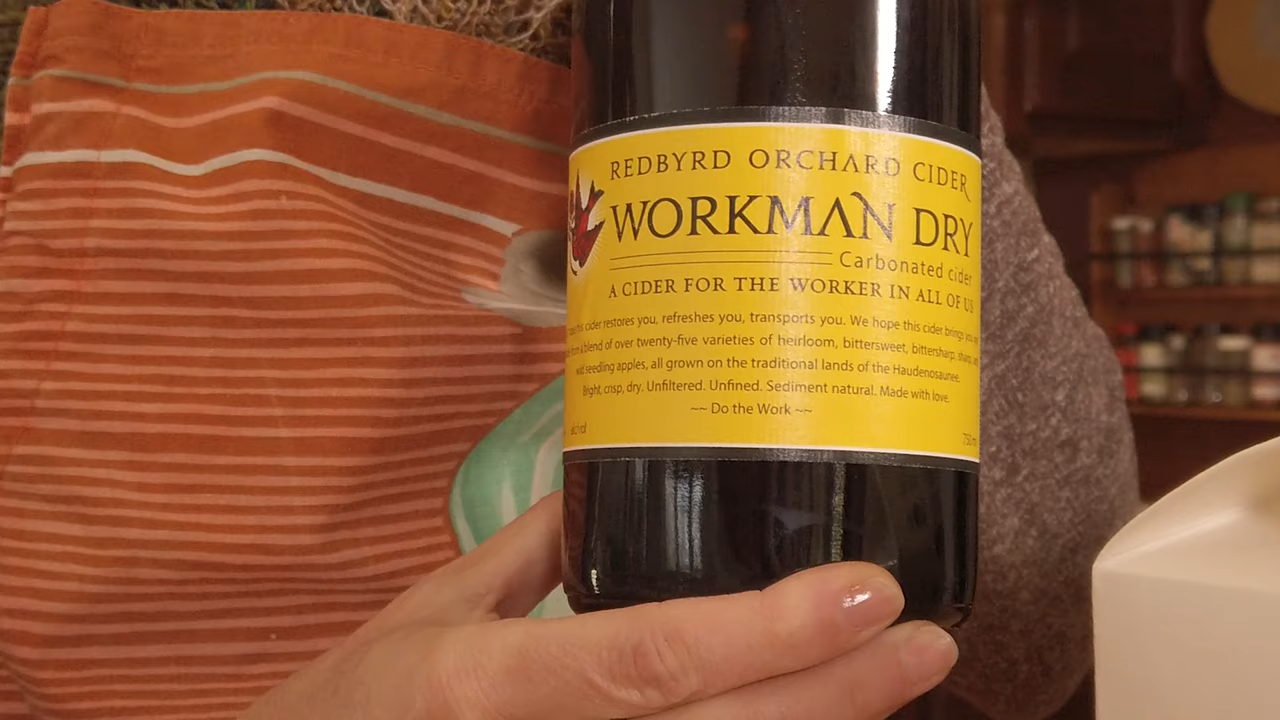 REDBYRD ORCHARD CIDER
WORKMAN DRY
Carbonated cider
A CIDER FOR THE WORKER IN ALL OF US
this cider restores you, refreshes you, transports you. We hope this cider brings
blend of over twenty-five varieties of heirloom, bittersweet, bittersharp, sharp,
wild seedling apples, all grown on the traditional lands of the Haudenosaunee.
Bright, crisp, dry. Unfiltered. Unfined. Sediment natural. Made with love.
~~ Do the Work ~~
alc/vol
750